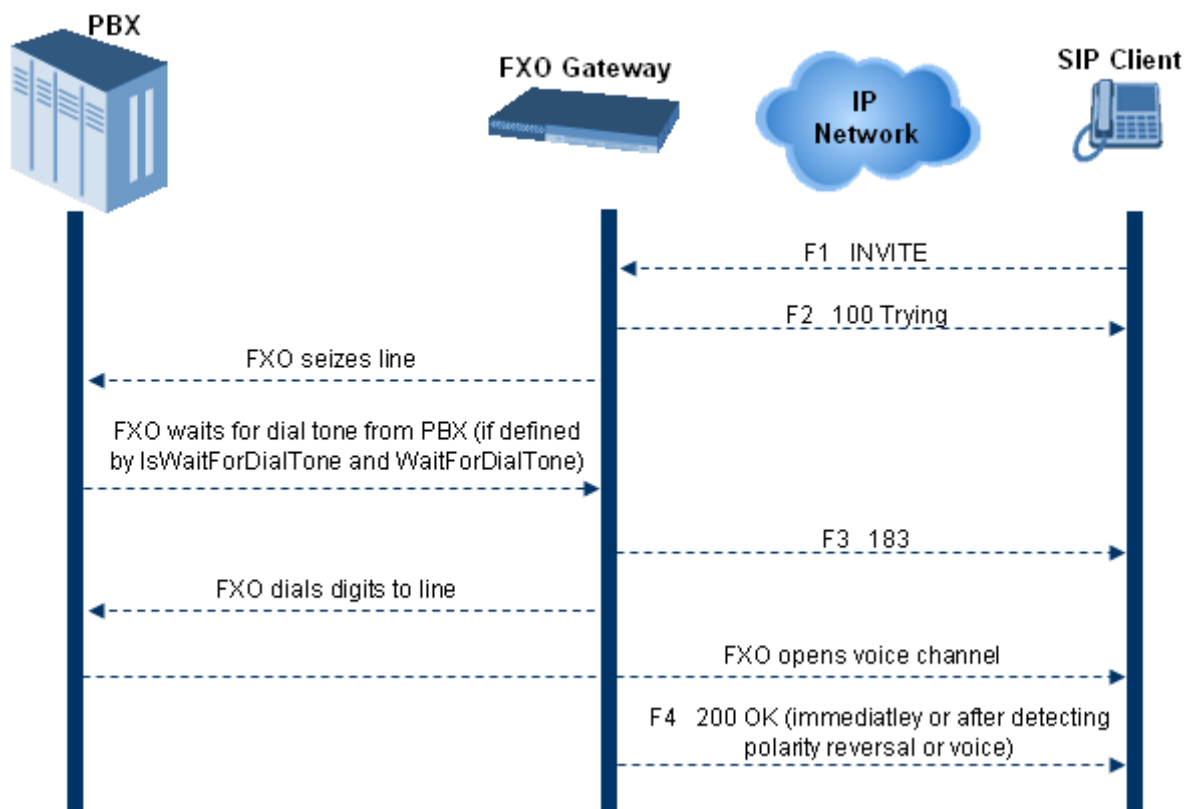 PBX
FXO Gateway
IP
Network
SIP Client
F1 INVITE
F2 100 Trying
FXO seizes line
FXO waits for dial tone from PBX (if defined
by IsWaitForDialTone and WaitForDialTone)
F3 183
FXO dials digits to line
FXO opens voice channel
F4 200 OK (immediatley or after detecting
polarity reversal or voice)